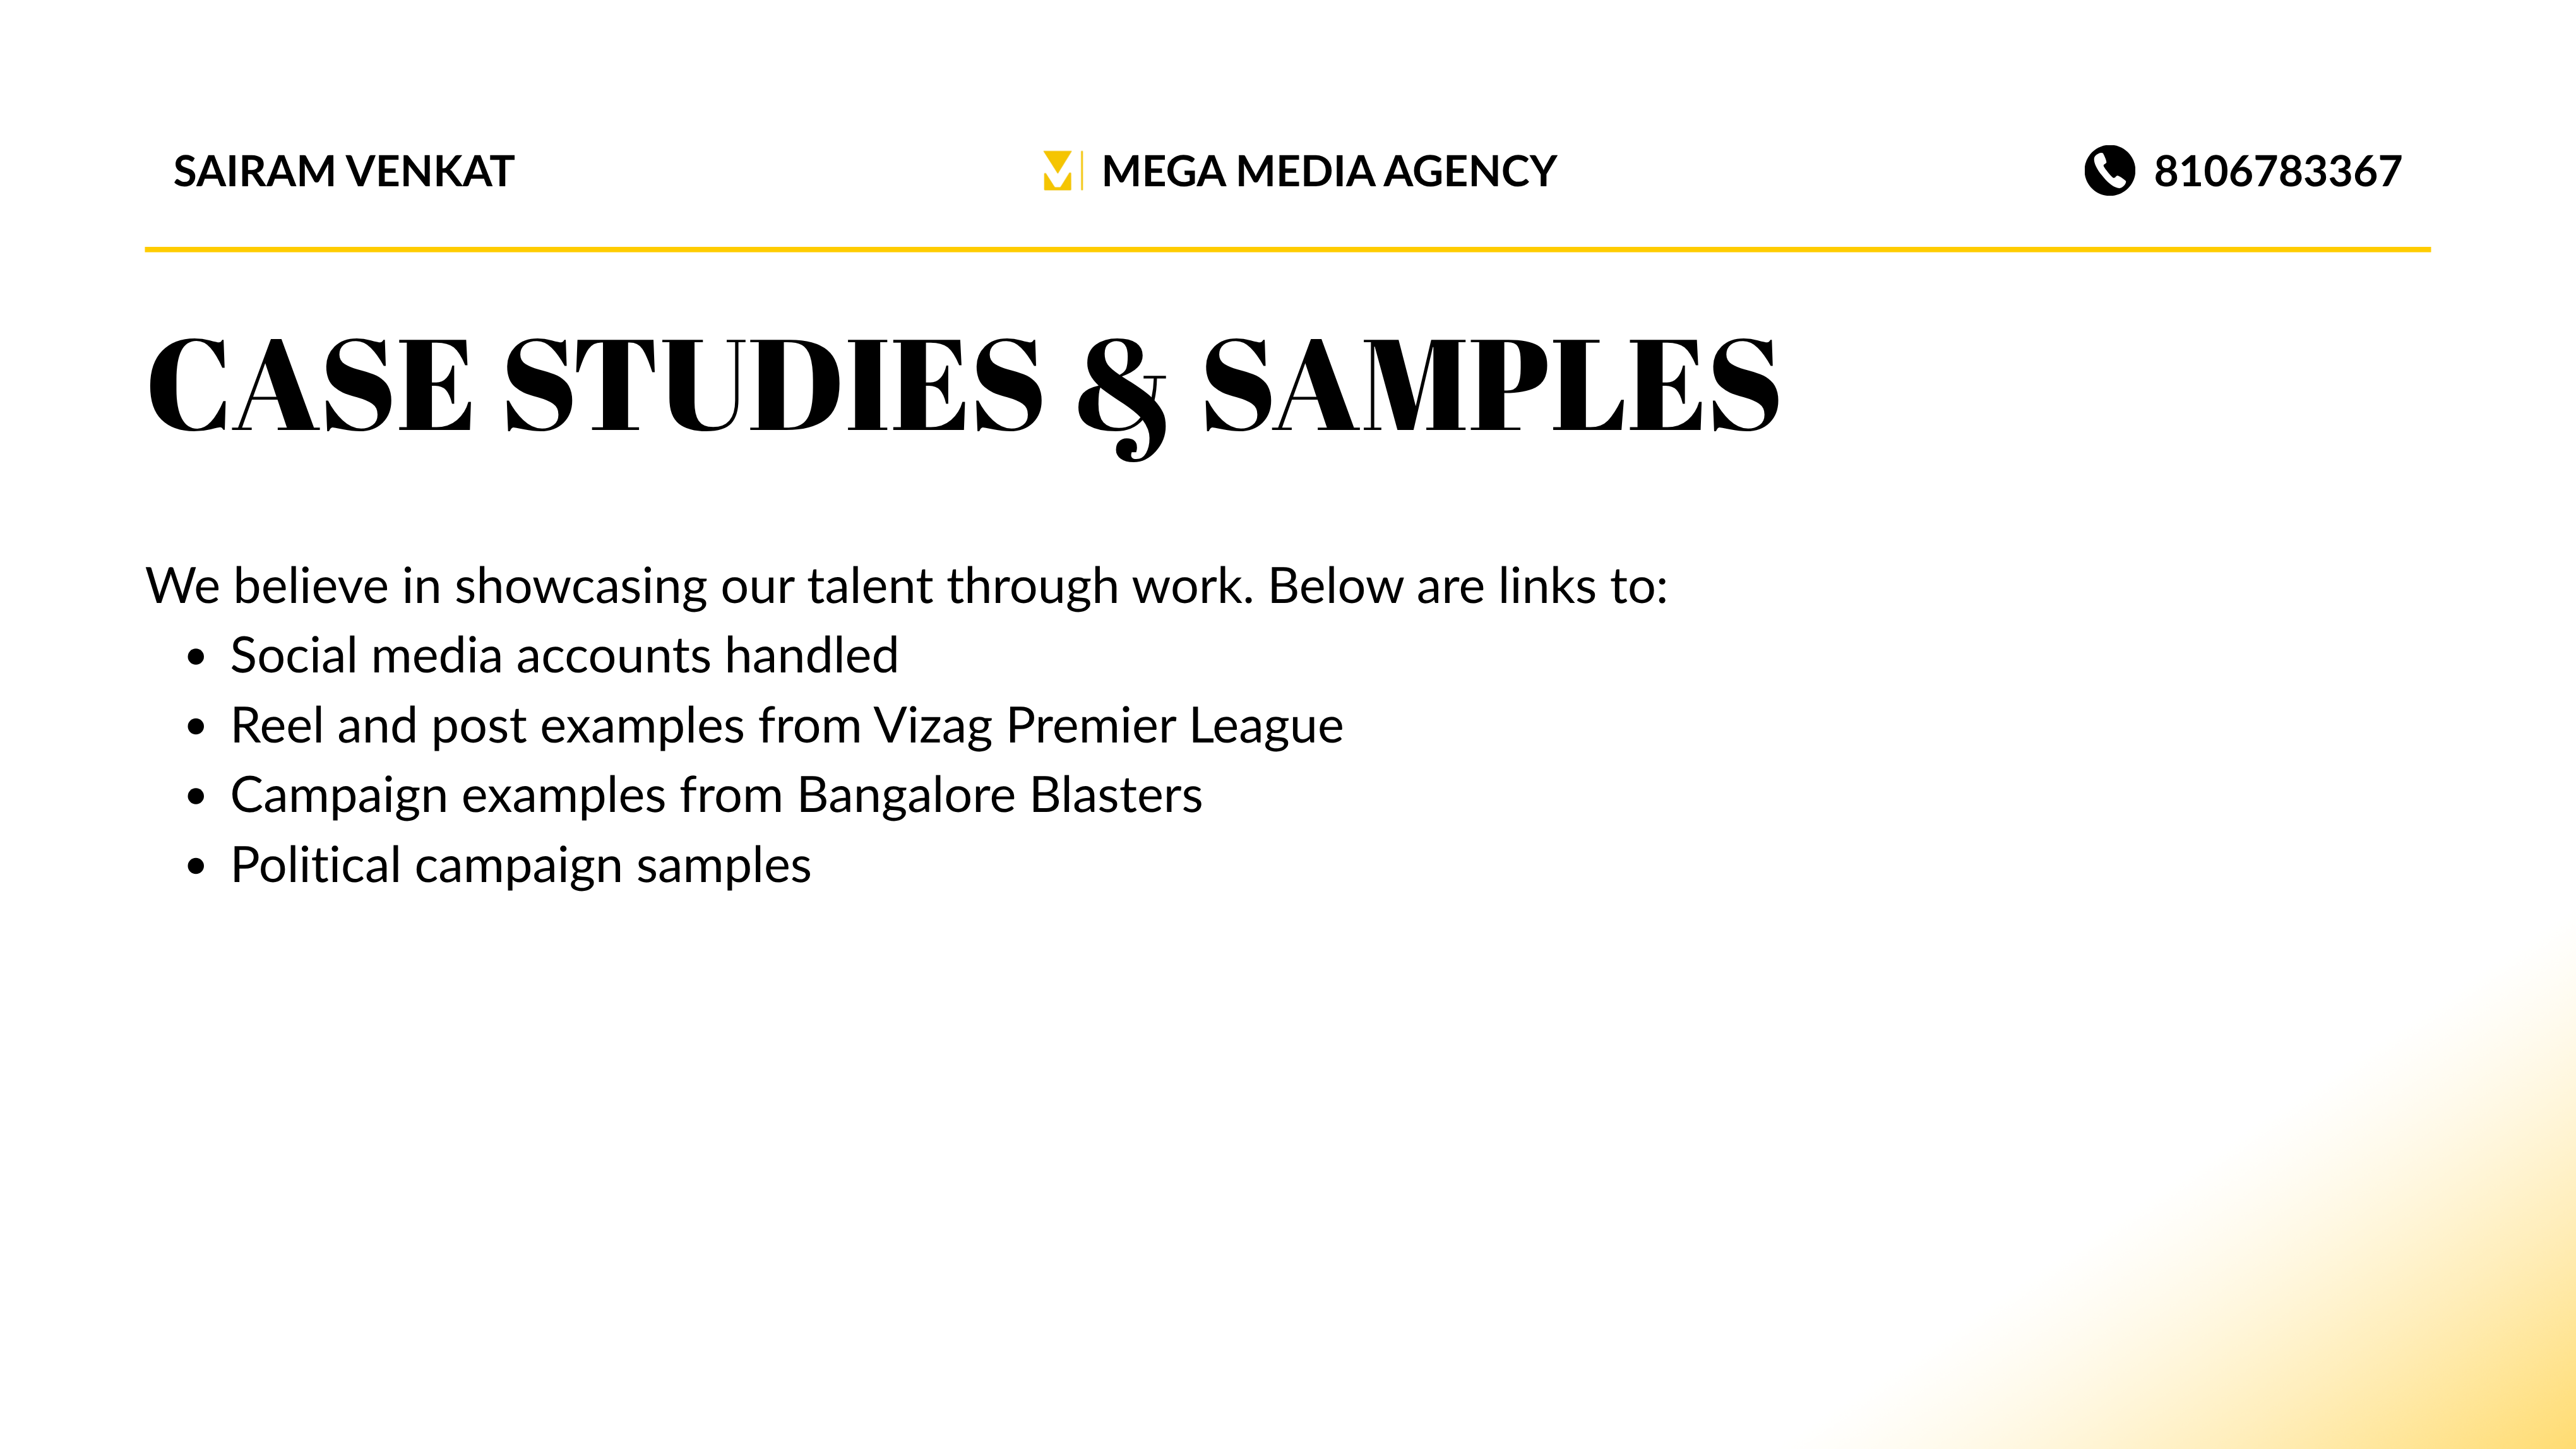 SAIRAM VENKAT
MEGA MEDIA AGENCY
8106783367
CASE STUDIES & SAMPLES
We believe in showcasing our talent through work. Below are links to:
• Social media accounts handled
• Reel and post examples from Vizag Premier League
• Campaign examples from Bangalore Blasters
• Political campaign samples